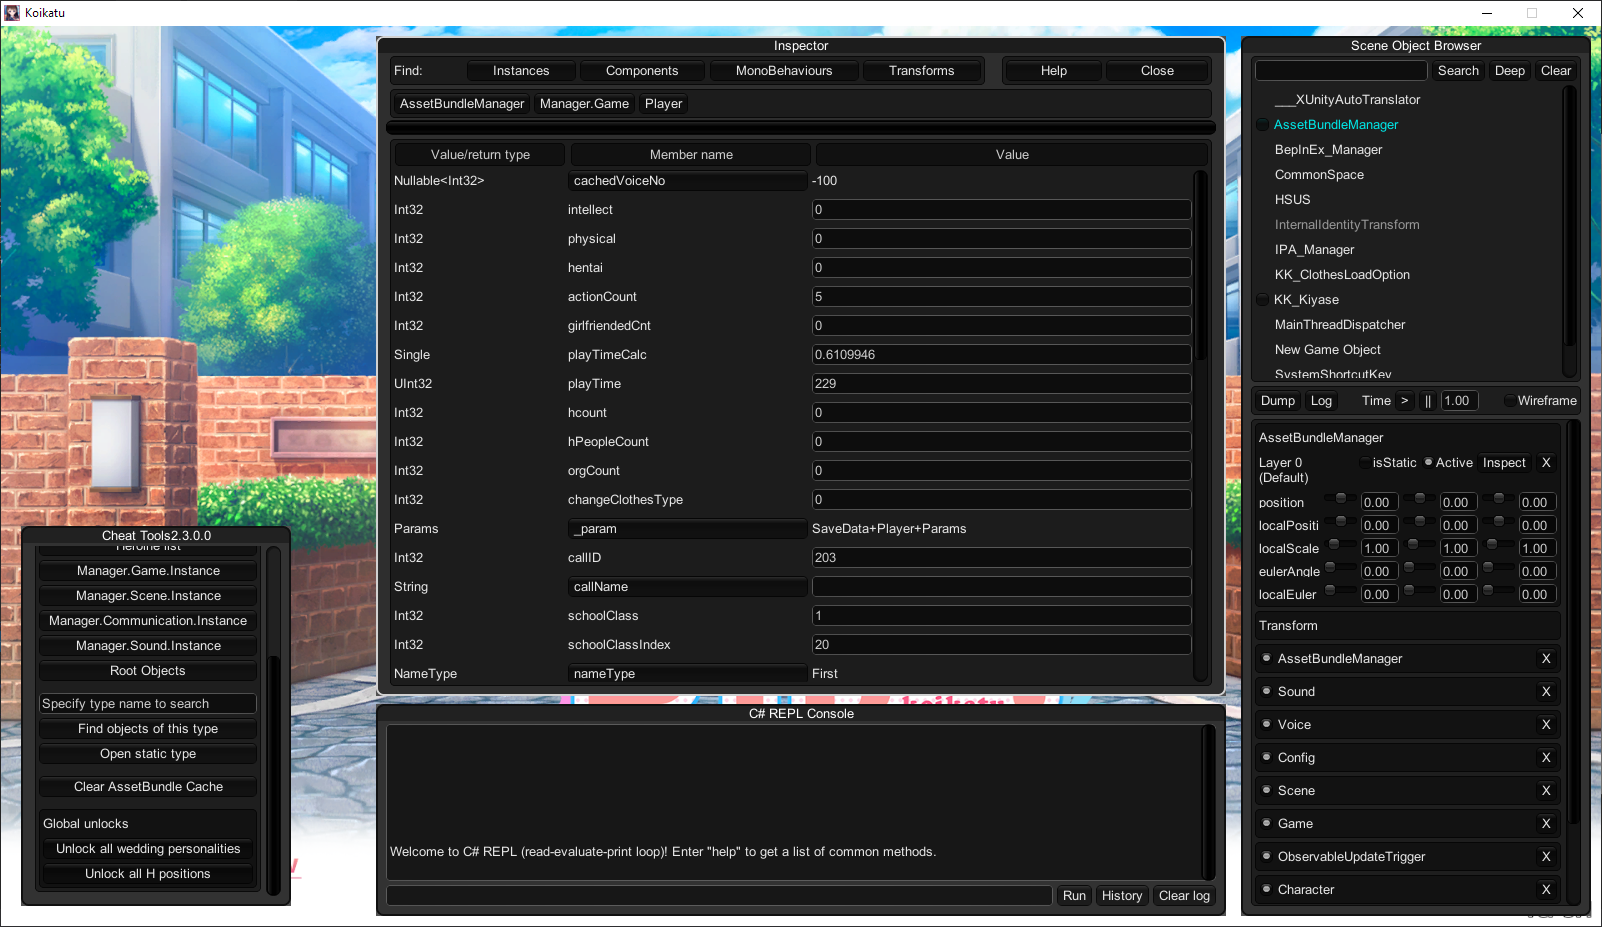 Koikatu
Inspector
Find:
Instances
Components
MonoBehaviours
Transforms
Help
Close
AssetBundleManager
Manager.Game
Player
Value/return type
Member name
Value
Nullable<Int32> cachedVoiceNo -100
Int32 intellect 0
Int32 physical 0
Int32 hentai 0
Int32 actionCount 5
Int32 girlfriendedCnt 0
Single playTimeCalc 0.6109946
UInt32 playTime 229
Int32 hcount 0
Int32 hPeopleCount 0
Int32 orgCount 0
Int32 changeClothesType 0
Params _param SaveData+Player+Params
Int32 callID 203
String callName
Int32 schoolClass 1
Int32 schoolClassIndex 20
NameType nameType First
koikatu
C# REPL Console
Welcome to C# REPL (read-evaluate-print loop)! Enter "help" to get a list of common methods.
Run
History
Clear log
Cheat Tools2.3.0.0
Heroine list
Manager.Game.Instance
Manager.Scene.Instance
Manager.Communication.Instance
Manager.Sound.Instance
Root Objects
Specify type name to search
Find objects of this type
Open static type
Clear AssetBundle Cache
Global unlocks
Unlock all wedding personalities
Unlock all H positions
Scene Object Browser
Search
Deep
Clear
___XUnityAutoTranslator
AssetBundleManager
BepInEx_Manager
CommonSpace
HSUS
InternalIdentityTransform
IPA_Manager
KK_ClothesLoadOption
KK_Kiyase
MainThreadDispatcher
New Game Object
SystemShortcutKey
Dump
Log
Time
>
||
1.00
Wireframe
AssetBundleManager
Layer 0
(Default)
isStatic
Active
Inspect
X
position 0.00 0.00 0.00
localPositi 0.00 0.00 0.00
localScale 1.00 1.00 1.00
eulerAngle 0.00 0.00 0.00
localEuler 0.00 0.00 0.00
Transform
AssetBundleManager X
Sound X
Voice X
Config X
Scene X
Game X
ObservableUpdateTrigger X
Character X